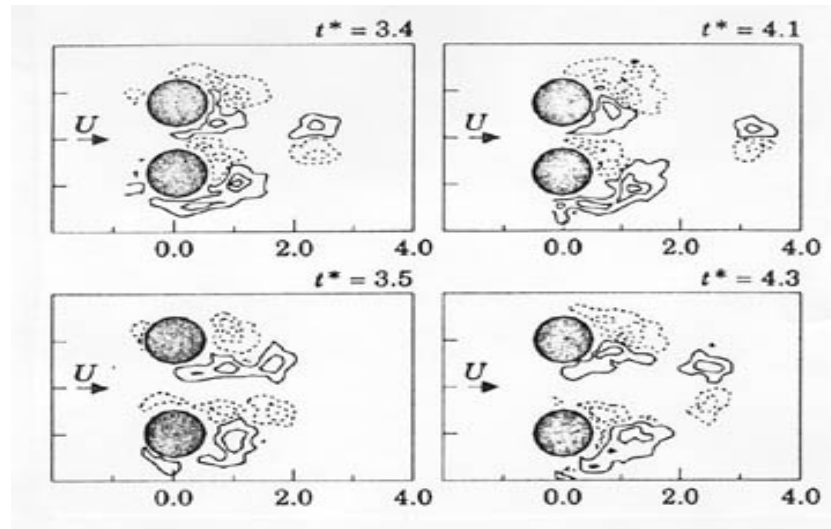 t* = 3.4
t* = 4.1
U
U
0.0 2.0 4.0
0.0 2.0 4.0
t* = 3.5
t* = 4.3
U
U
0.0 2.0 4.0
0.0 2.0 4.0